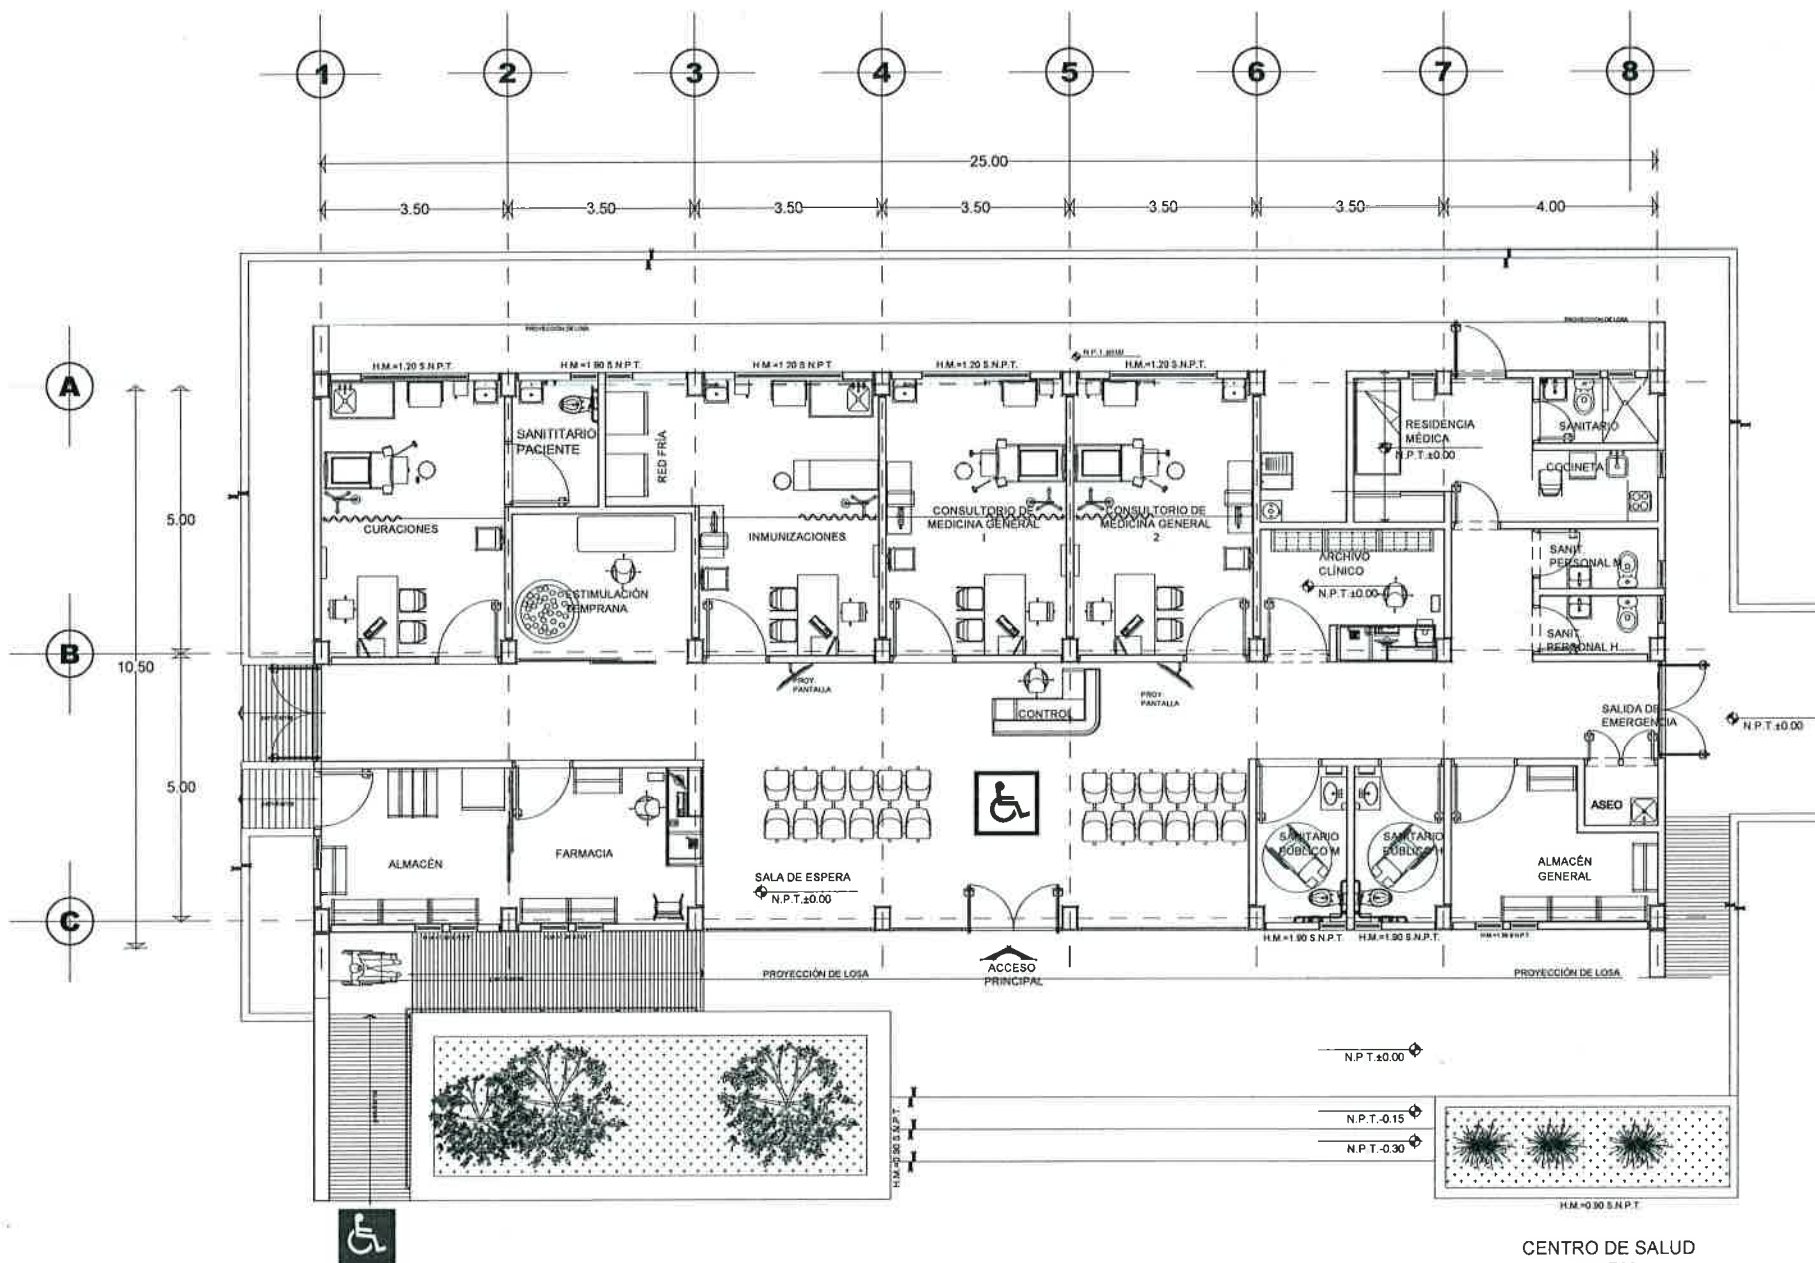 1 2 3 4 5 6 7 8
25.00
3.50 3.50 3.50 3.50 3.50 3.50 4.00
PROYECCIÓN DE LOSA
PROYECCIÓN DE LOSA
H.M.=1.20 S.N.P.T.
H.M.=1.90 S.N.P.T.
H.M.=1.20 S.N.P.T.
H.M.=1.20 S.N.P.T.
H.M.=1.20 S.N.P.T.
A
B
C
5.00
10.50
5.00
SANITITARIO
PACIENTE
RED FRÍA
RESIDENCIA
MÉDICA
N.P.T.±0.00
SANITARIO
COCINETA
CURACIONES
INMUNIZACIONES
CONSULTORIO DE
MEDICINA GENERAL
1
CONSULTORIO DE
MEDICINA GENERAL
2
ARCHIVO
CLÍNICO
N.P.T.±0.00
SANIT.
PERSONAL M
ESTIMULACIÓN
TEMPRANA
SANIT.
PERSONAL H
PROY.
PANTALLA
CONTROL
PROY.
PANTALLA
SALIDA DE
EMERGENCIA
N.P.T.±0.00
ALMACÉN
FARMACIA
SALA DE ESPERA
N.P.T.±0.00
SANITARIO
PÚBLICO M
SANITARIO
PÚBLICO H
ASEO
ALMACÉN
GENERAL
H.M.=1.90 S.N.P.T.
H.M.=1.90 S.N.P.T.
PROYECCIÓN DE LOSA
ACCESO
PRINCIPAL
PROYECCIÓN DE LOSA
N.P.T.±0.00
N.P.T.-0.15
N.P.T.-0.30
H.M.=0.90 S.N.P.T.
H.M.=0.90 S.N.P.T.
CENTRO DE SALUD